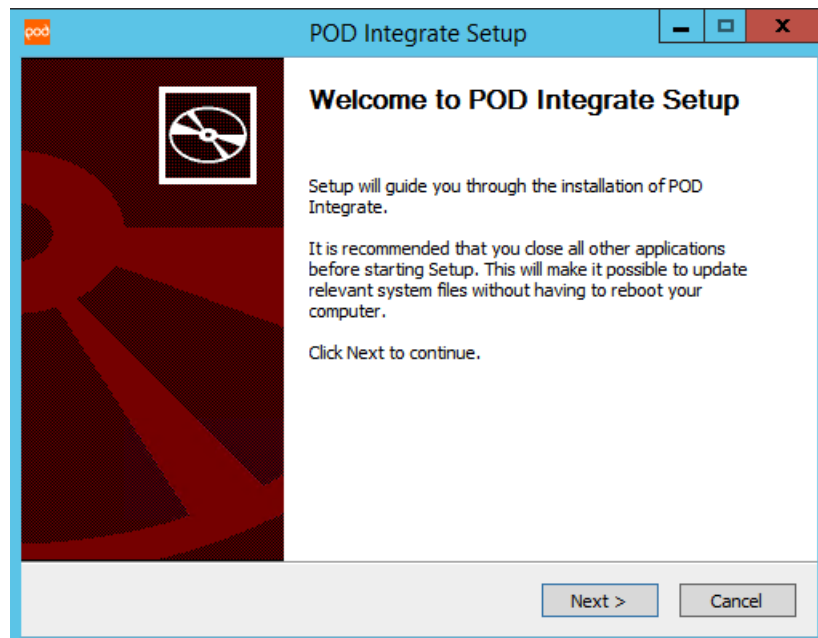 pod
POD Integrate Setup
Welcome to POD Integrate Setup
Setup will guide you through the installation of POD
Integrate.
It is recommended that you close all other applications
before starting Setup. This will make it possible to update
relevant system files without having to reboot your
computer.
Click Next to continue.
Next >
Cancel